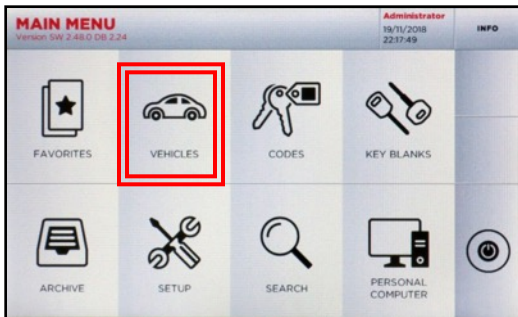 MAIN MENU
Version SW 2.48.0 DB 2.24
Administrator
19/11/2018
22:17:49
INFO
FAVORITES
VEHICLES
CODES
KEY BLANKS
ARCHIVE
SETUP
SEARCH
PERSONAL
COMPUTER